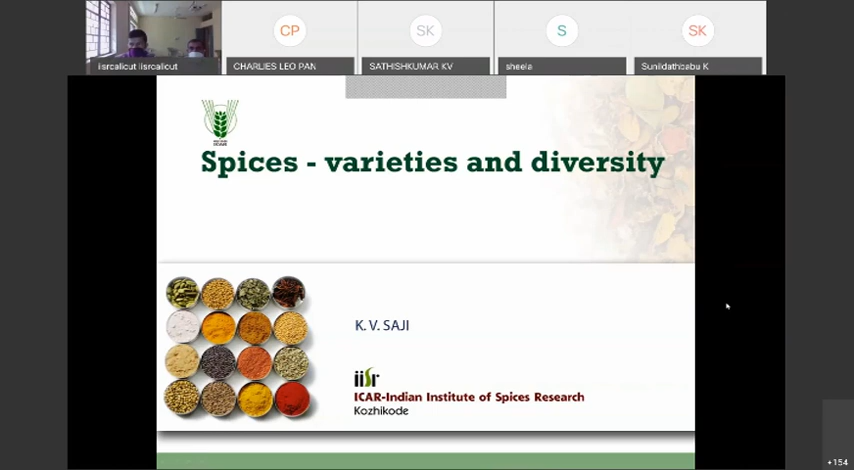 CP
SK
S
SK
iisrcalicut iisrcalicut
CHARLIES LEO PAN
SATHISHKUMAR KV
sheela
Sunildathbabu K
Spices - varieties and diversity
K. V. SAJI
iisr
ICAR-Indian Institute of Spices Research
Kozhikode
+154